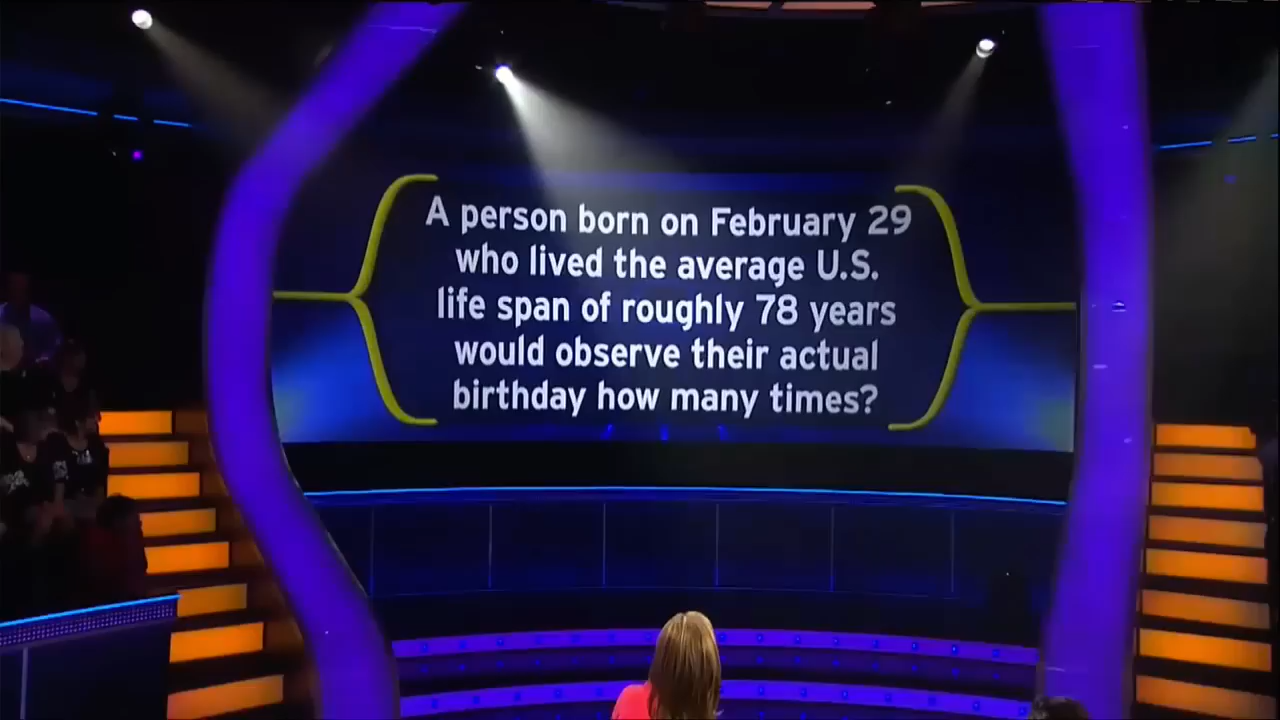 A person born on February 29
who lived the average U.S.
life span of roughly 78 years
would observe their actual
birthday how many times?